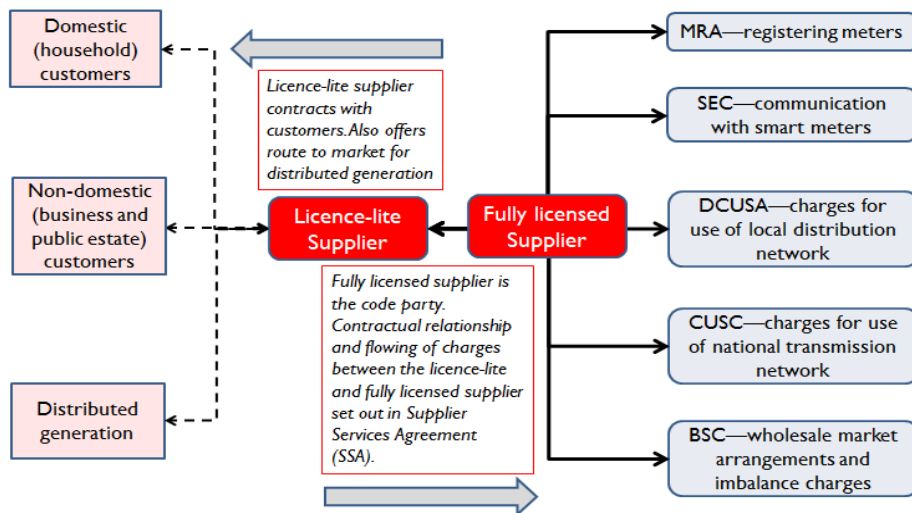 Domestic
(household)
customers
Non-domestic
(business and
public estate)
customers
Distributed
generation
Licence-lite supplier
contracts with
customers.Also offers
route to market for
distributed generation
Licence-lite
Supplier
Fully licensed
Supplier
Fully licensed supplier is
the code party.
Contractual relationship
and flowing of charges
between the licence-lite
and fully licensed supplier
set out in Supplier
Services Agreement
(SSA).
MRA—registering meters
SEC—communication
with smart meters
DCUSA—charges for
use of local distribution
network
CUSC—charges for use
of national transmission
network
BSC—wholesale market
arrangements and
imbalance charges